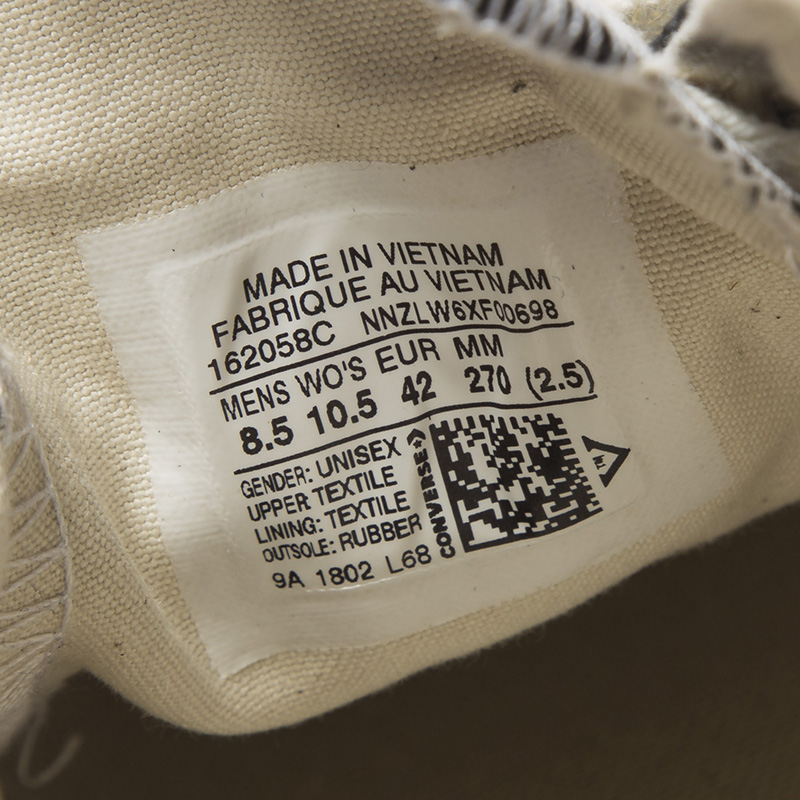 MADE IN VIETNAM
FABRIQUE AU VIETNAM
162058C NNZLW6XF00698
MENS WO'S EUR MM
8.5 10.5 42 270 (2.5)
GENDER: UNISEX
UPPER TEXTILE
LINING: TEXTILE
OUTSOLE: RUBBER
9A 1802 L68
CONVERSE
TM